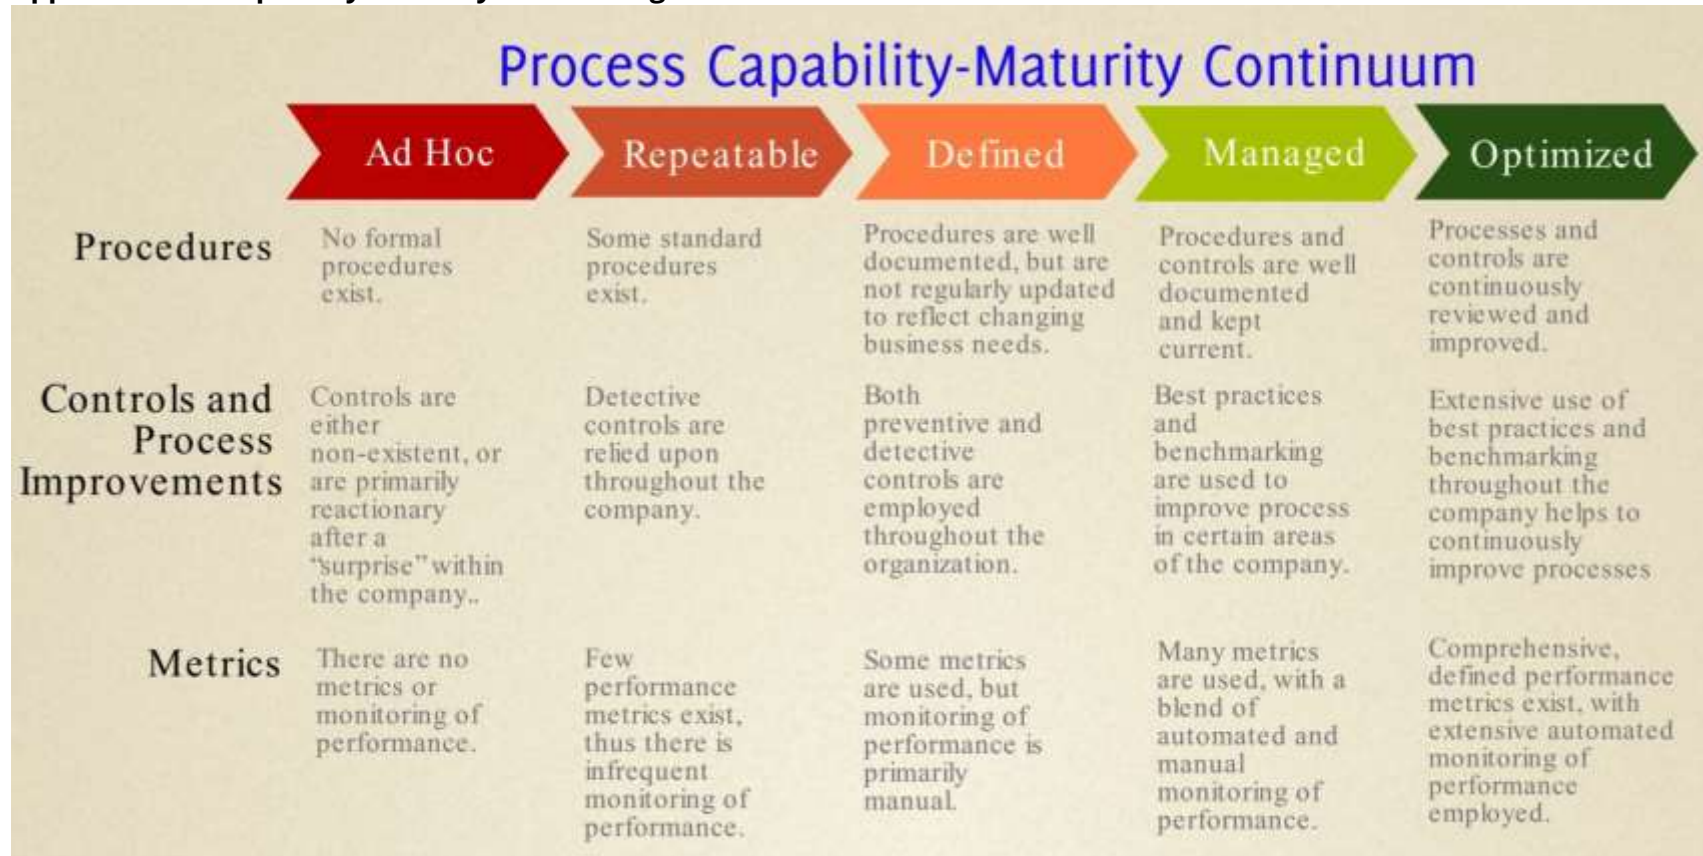 Process Capability-Maturity Continuum
Ad Hoc
Repeatable
Defined
Managed
Optimized
Procedures
No formal
procedures
exist.
Some standard
procedures
exist.
Procedures are well
documented, but are
not regularly updated
to reflect changing
business needs.
Procedures and
controls are well
documented
and kept
current.
Processes and
controls are
continuously
reviewed and
improved.
Controls and
Process
Improvements
Controls are
either
non-existent, or
are primarily
reactionary
after a
“surprise” within
the company..
Detective
controls are
relied upon
throughout the
company.
Both
preventive and
detective
controls are
employed
throughout the
organization.
Best practices
and
benchmarking
are used to
improve process
in certain areas
of the company.
Extensive use of
best practices and
benchmarking
throughout the
company helps to
continuously
improve processes
Metrics
There are no
metrics or
monitoring of
performance.
Few
performance
metrics exist,
thus there is
infrequent
monitoring of
performance.
Some metrics
are used, but
monitoring of
performance is
primarily
manual.
Many metrics
are used, with a
blend of
automated and
manual
monitoring of
performance.
Comprehensive,
defined performance
metrics exist, with
extensive automated
monitoring of
performance
employed.